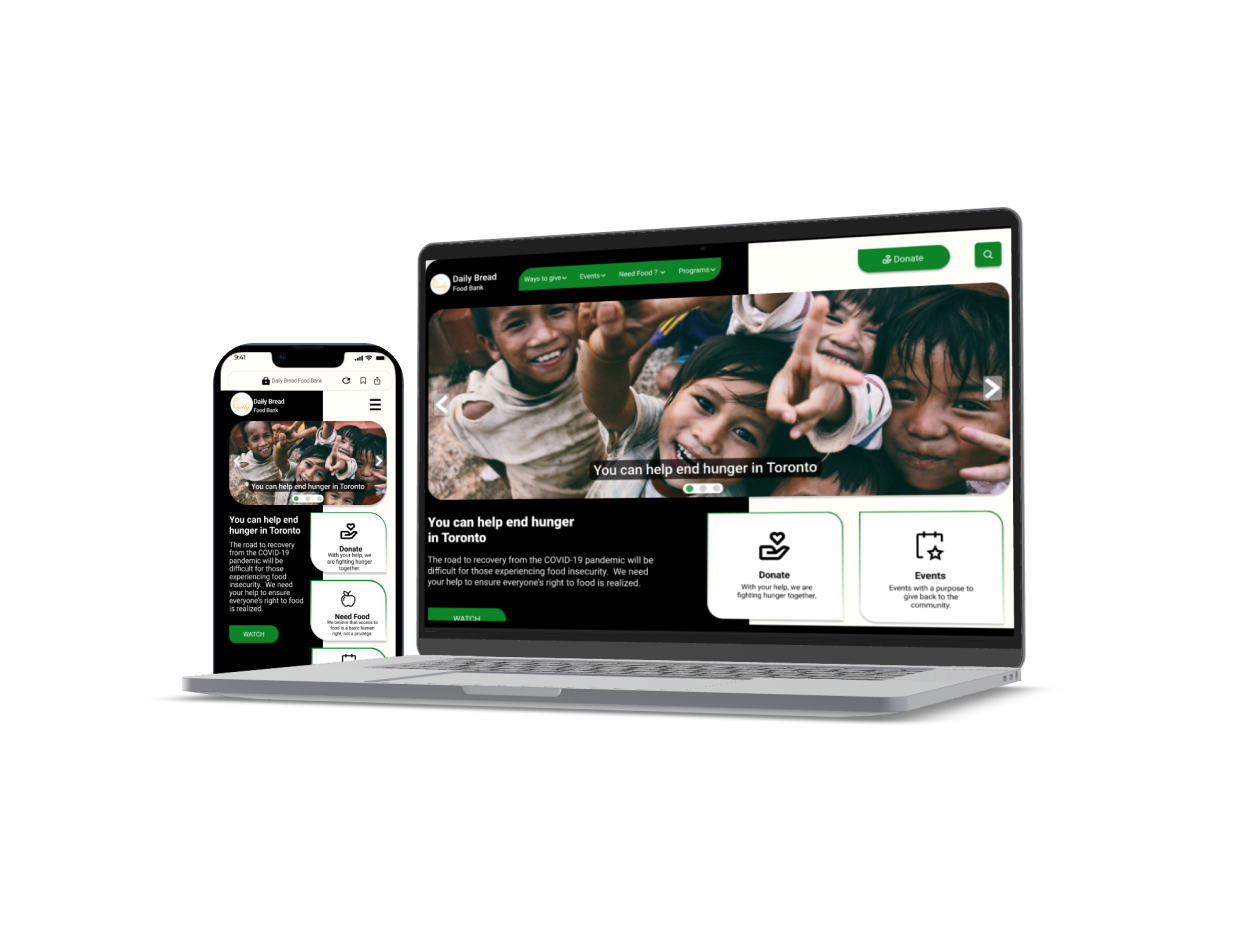 9:41
Daily Bread Food Bank
Daily Bread
Food Bank
You can help end hunger in Toronto
You can help end
hunger in Toronto
The road to recovery
from the COVID-19
pandemic will be
difficult for those
experiencing food
insecurity. We need
your help to ensure
everyone's right to food
is realized.
WATCH
Donate
With your help, we
are fighting hunger
together.
Need Food
We believe that access to
food is a basic human
right, not a privilege.
Daily Bread
Food Bank
Ways to give
Events
Need Food ?
Programs
Donate
You can help end hunger in Toronto
You can help end hunger
in Toronto
The road to recovery from the COVID-19 pandemic will be
difficult for those experiencing food insecurity. We need
your help to ensure everyone's right to food is realized.
WATCH
Donate
With your help, we are
fighting hunger together.
Events
Events with a purpose to
give back to the
community.